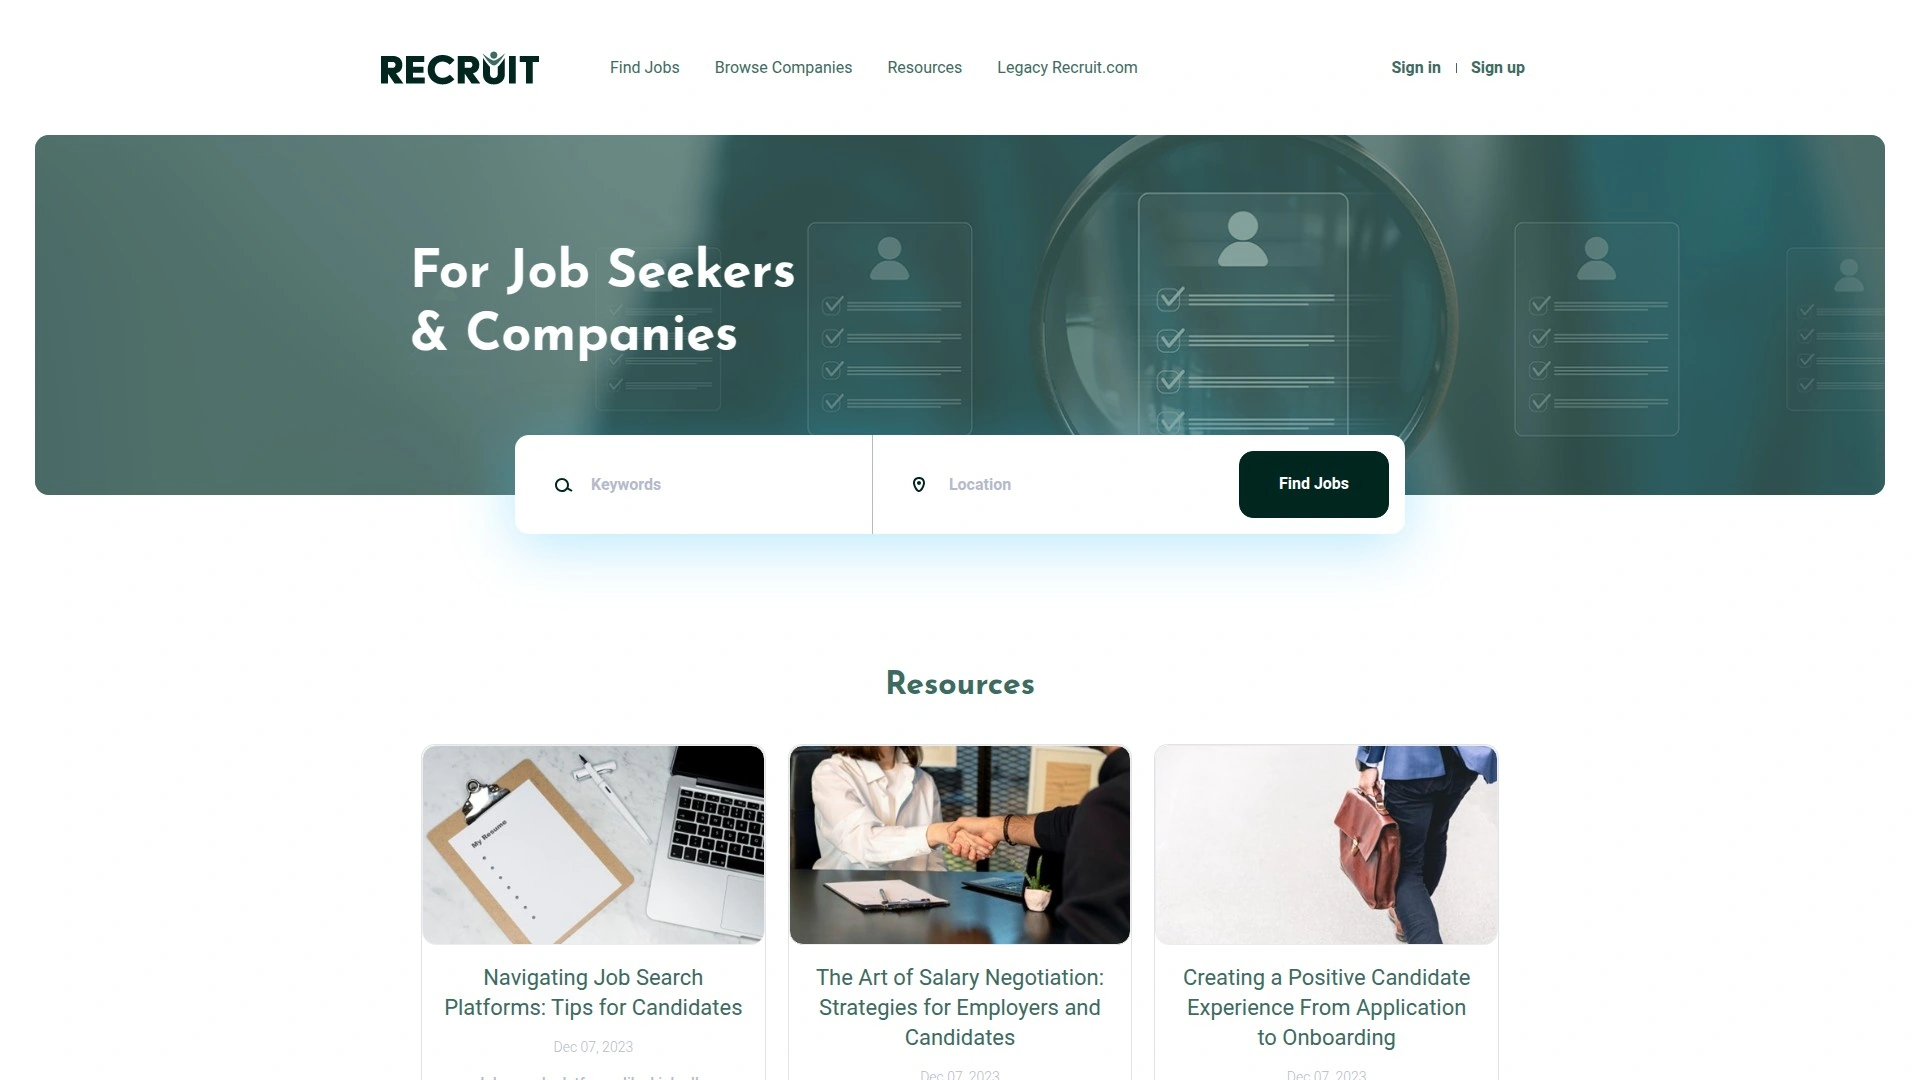 RECRUIT
Find Jobs
Browse Companies
Resources
Legacy Recruit.com
Sign in
Sign up
For Job Seekers
& Companies
Keywords
Location
Find Jobs
Resources
My Resume
Navigating Job Search
Platforms: Tips for Candidates
Dec 07, 2023
The Art of Salary Negotiation:
Strategies for Employers and
Candidates
Dec 07, 2023
Creating a Positive Candidate
Experience From Application
to Onboarding
Dec 07, 2023